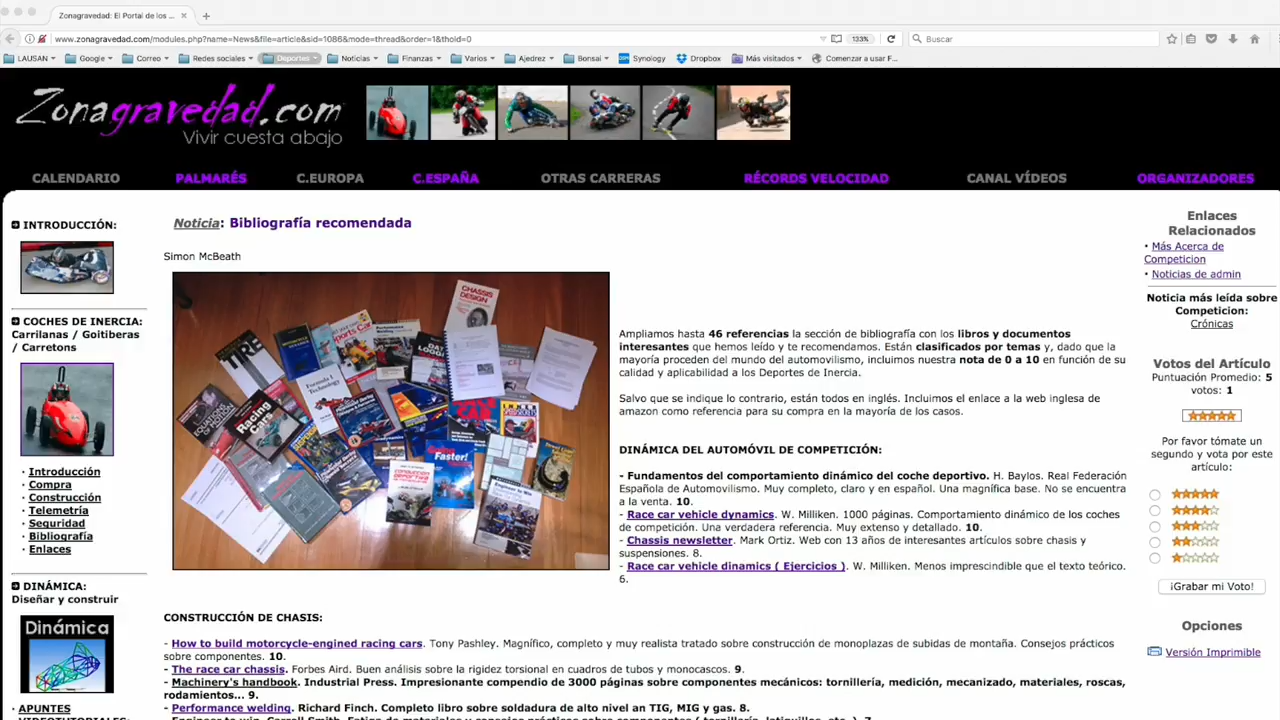 Zonagravedad: El Portal de los ...
www.zonagravedad.com/modules.php?name=News&file=article&sid=1086&mode=thread&order=1&thold=0
133%
Buscar
LAUSAN
Google
Correo
Redes sociales
Deportes
Noticias
Finanzas
Varios
Ajedrez
Bonsai
Synology
Dropbox
Más visitados
Comenzar a usar F...
Zonagravedad.com
Vivir cuesta abajo
CALENDARIO
PALMARÉS
C.EUROPA
C.ESPAÑA
OTRAS CARRERAS
RÉCORDS VELOCIDAD
CANAL VÍDEOS
ORGANIZADORES
INTRODUCCIÓN:
COCHES DE INERCIA:
Carrilanas / Goitiberas
/ Carretons
· Introducción
· Compra
· Construcción
· Telemetría
· Seguridad
· Bibliografía
· Enlaces
DINÁMICA:
Diseñar y construir
Dinámica
· APUNTES
Noticia: Bibliografía recomendada
Simon McBeath
CHASSIS
DESIGN
TIRE
Sports Car
DATA
LOGGING
Formula 1
Technology
Racing
Cars
Faster!
CONDUCCIÓN
DEPORTIVA
Engineer to Win
Ampliamos hasta 46 referencias la sección de bibliografía con los libros y documentos
interesantes que hemos leído y te recomendamos. Están clasificados por temas y, dado que la
mayoría proceden del mundo del automovilismo, incluimos nuestra nota de 0 a 10 en función de su
calidad y aplicabilidad a los Deportes de Inercia.
Salvo que se indique lo contrario, están todos en inglés. Incluimos el enlace a la web inglesa de
amazon como referencia para su compra en la mayoría de los casos.
DINÁMICA DEL AUTOMÓVIL DE COMPETICIÓN:
- Fundamentos del comportamiento dinámico del coche deportivo. H. Baylos. Real Federación
Española de Automovilismo. Muy completo, claro y en español. Una magnífica base. No se encuentra
a la venta. 10.
- Race car vehicle dynamics. W. Milliken. 1000 páginas. Comportamiento dinámico de los coches
de competición. Una verdadera referencia. Muy extenso y detallado. 10.
- Chassis newsletter. Mark Ortiz. Web con 13 años de interesantes artículos sobre chasis y
suspensiones. 8.
- Race car vehicle dinamics ( Ejercicios ). W. Milliken. Menos imprescindible que el texto teórico.
6.
CONSTRUCCIÓN DE CHASIS:
- How to build motorcycle-engined racing cars. Tony Pashley. Magnífico, completo y muy realista tratado sobre construcción de monoplazas de subidas de montaña. Consejos prácticos
sobre componentes. 10.
- The race car chassis. Forbes Aird. Buen análisis sobre la rigidez torsional en cuadros de tubos y monocascos. 9.
- Machinery's handbook. Industrial Press. Impresionante compendio de 3000 páginas sobre componentes mecánicos: tornillería, medición, mecanizado, materiales, roscas,
rodamientos... 9.
- Performance welding. Richard Finch. Completo libro sobre soldadura de alto nivel an TIG, MIG y gas. 8.
Enlaces
Relacionados
· Más Acerca de
Competicion
· Noticias de admin
Noticia más leída sobre
Competicion:
Crónicas
Votos del Artículo
Puntuación Promedio: 5
votos: 1
Por favor tómate un
segundo y vota por este
artículo:
¡Grabar mi Voto!
Opciones
Versión Imprimible